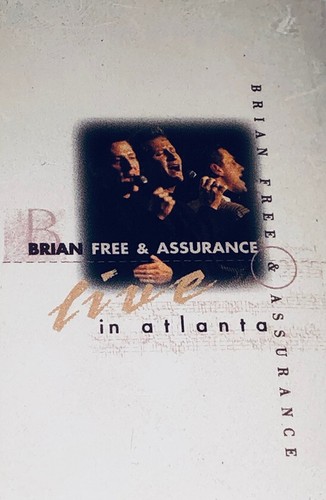 B
BRIAN FREE & ASSURANCE
live
in atlanta
BRIAN FREE & ASSURANCE